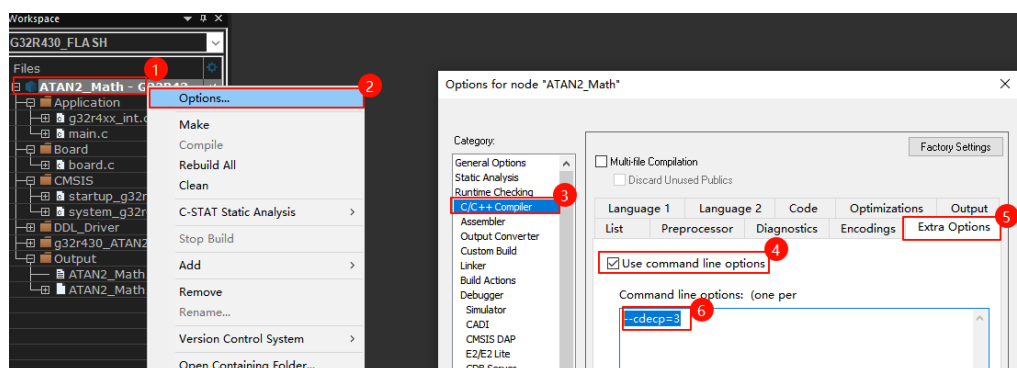 Workspace
G32R430_FLASH
Files
1
ATAN2_Math - G32R43
2
Application
g32r4xx_int.c
main.c
Board
board.c
CMSIS
startup_g32r
system_g32r
DDL_Driver
g32r430_ATAN2
Output
ATAN2_Math
ATAN2_Math
Options...
Make
Compile
Rebuild All
Clean
C-STAT Static Analysis
Stop Build
Add
Remove
Rename...
Version Control System
Open Containing Folder...
Options for node "ATAN2_Math"
Category:
General Options
Static Analysis
Runtime Checking
3
C/C++ Compiler
Assembler
Output Converter
Custom Build
Linker
Build Actions
Debugger
Simulator
CADI
CMSIS DAP
E2/E2 Lite
GDB Server
Factory Settings
Multi-file Compilation
Discard Unused Publics
Language 1 Language 2 Code Optimizations Output
5
List Preprocessor Diagnostics Encodings Extra Options
4
Use command line options
Command line options: (one per
6
--cdecp=3